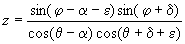 z = sin( φ − α − ε) sin( φ + δ) / cos(θ − α) cos(θ + δ + ε)